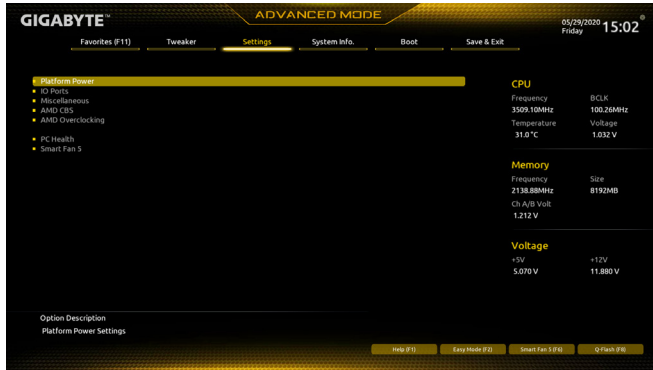 GIGABYTE™
ADVANCED MODE
05/29/2020
Friday
15:02
Favorites (F11) Tweaker Settings System Info. Boot Save & Exit
Platform Power
IO Ports
Miscellaneous
AMD CBS
AMD Overclocking
PC Health
Smart Fan 5
CPU
Frequency BCLK
3509.10MHz 100.26MHz
Temperature Voltage
31.0 °C 1.032 V
Memory
Frequency Size
2138.88MHz 8192MB
Ch A/B Volt
1.212 V
Voltage
+5V +12V
5.070 V 11.880 V
Option Description
Platform Power Settings
Help (F1) Easy Mode (F2) Smart Fan 5 (F6) Q-Flash (F8)